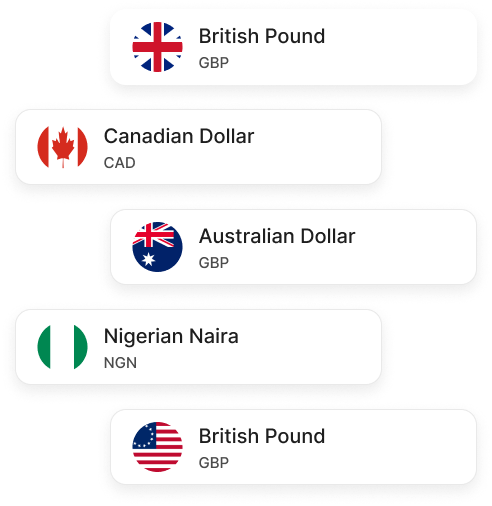 British Pound
GBP
Canadian Dollar
CAD
Australian Dollar
GBP
Nigerian Naira
NGN
British Pound
GBP